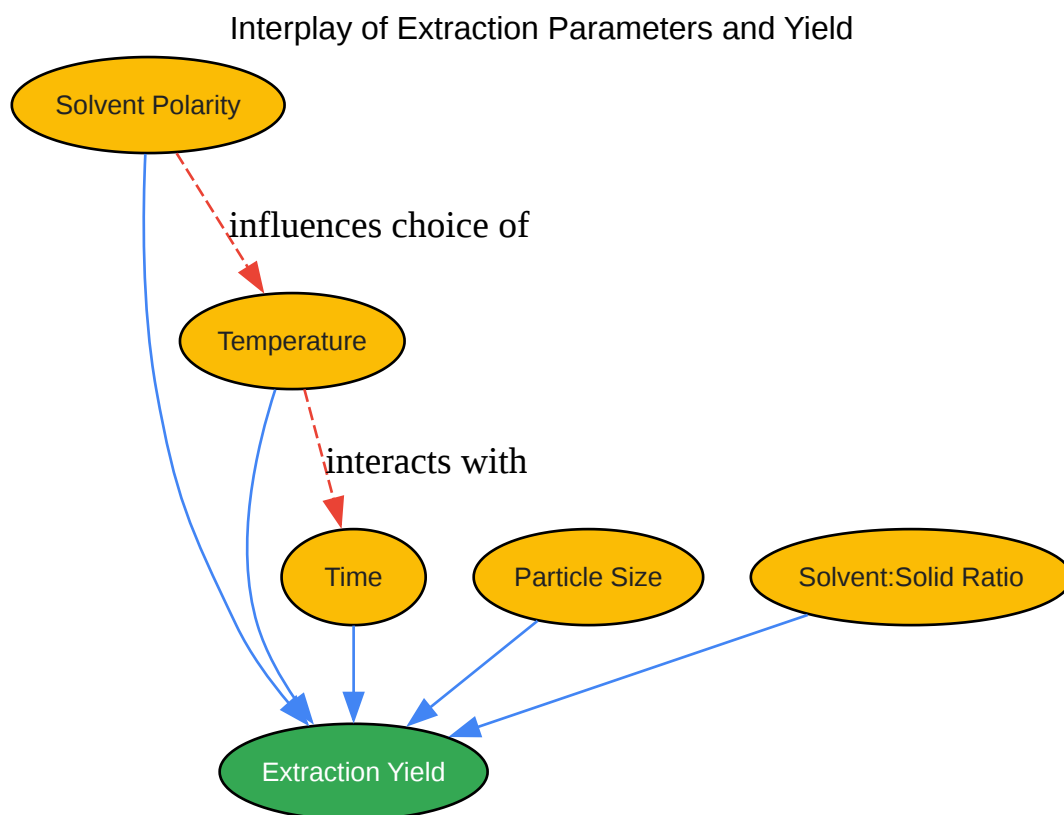 Interplay of Extraction Parameters and Yield
Solvent Polarity
influences choice of
Temperature
interacts with
Time
Particle Size
Solvent:Solid Ratio
Extraction Yield